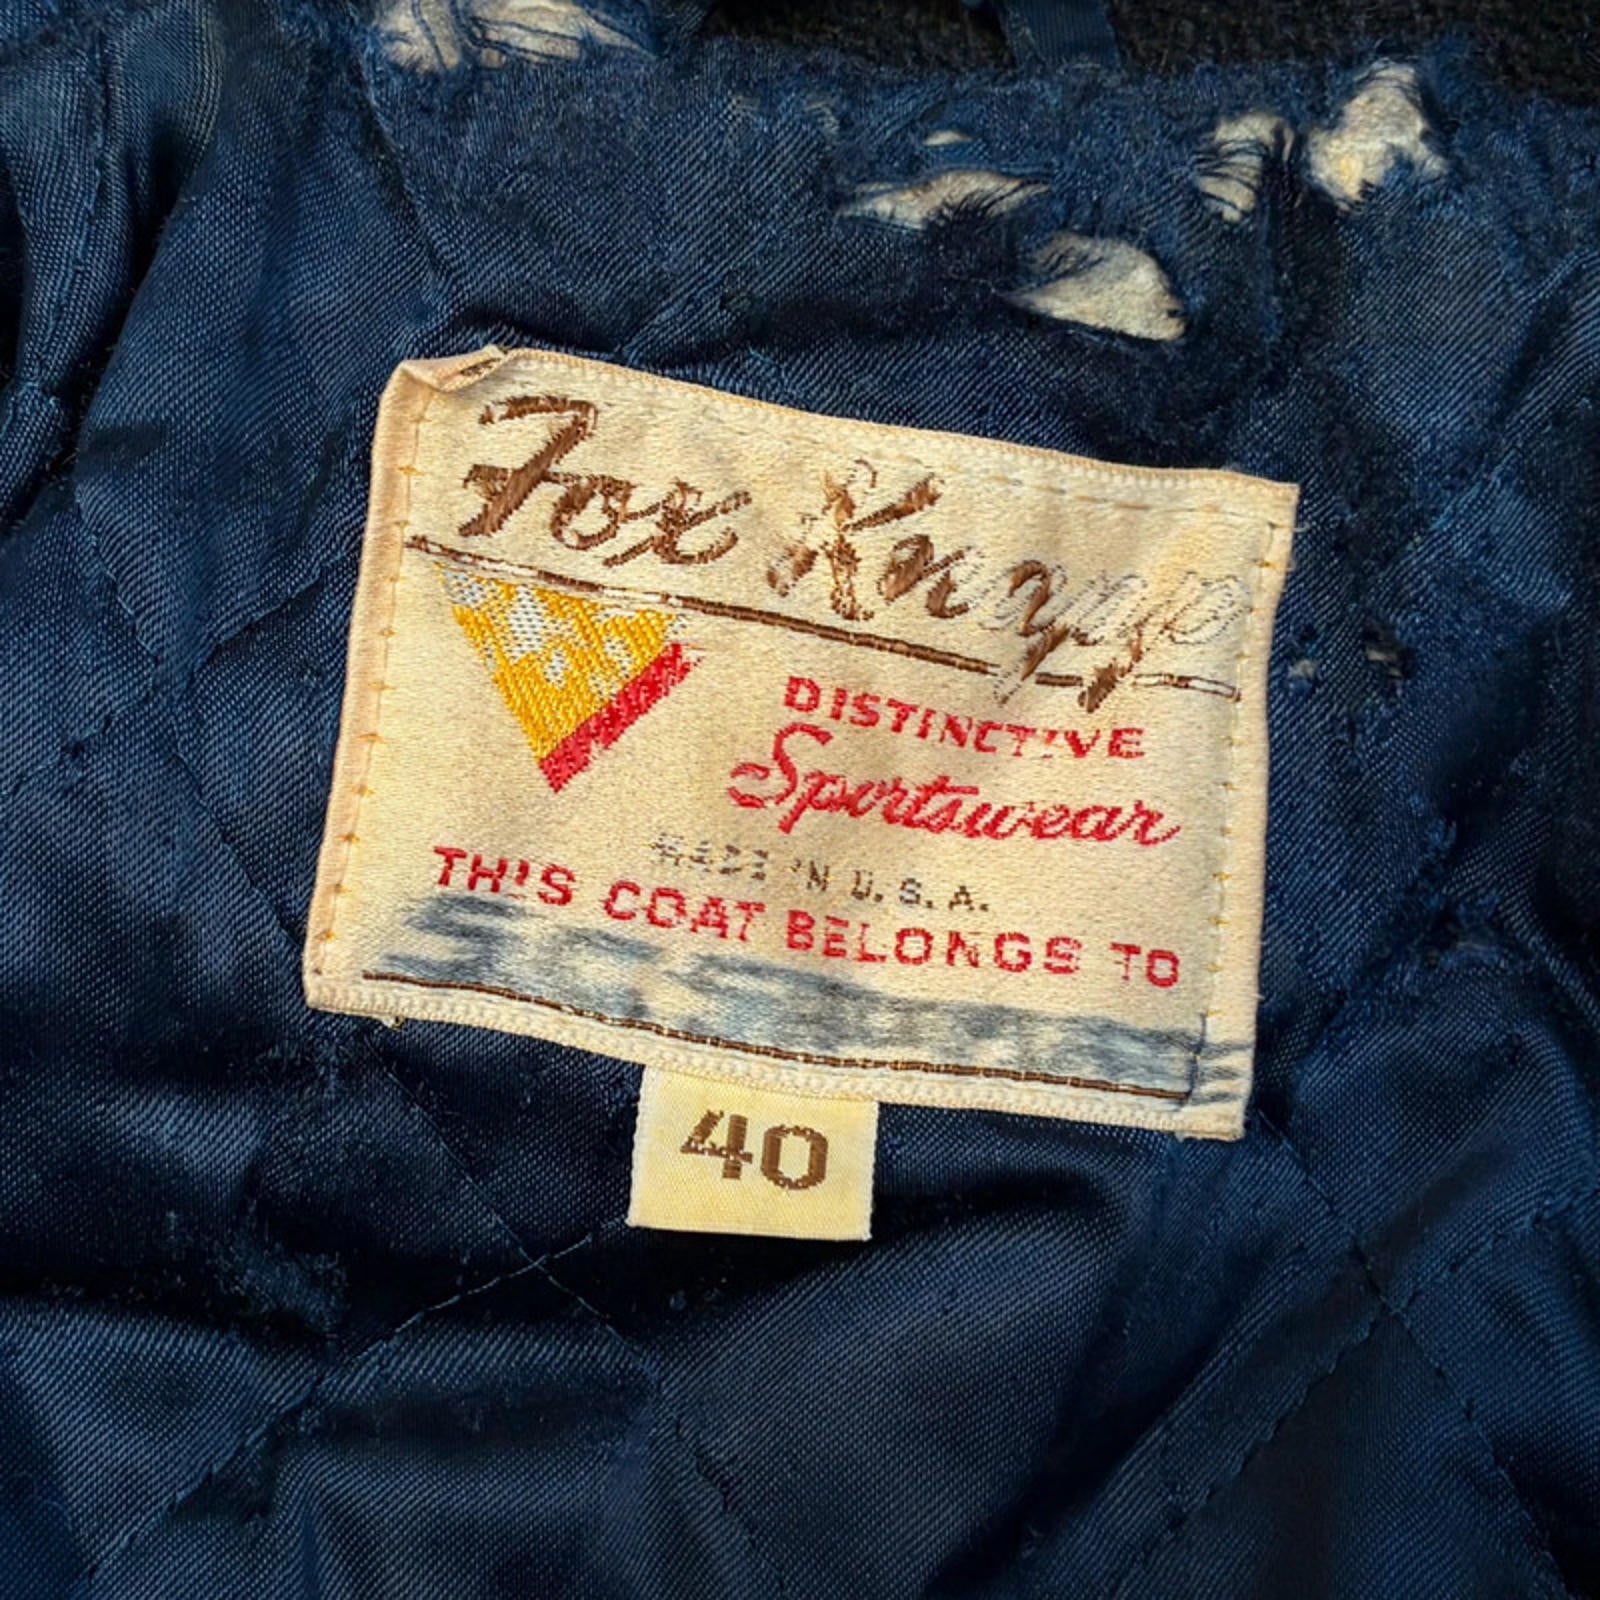 Fox Knapp
DISTINCTIVE
Sportswear
MADE IN U.S.A.
THIS COAT BELONGS TO
40